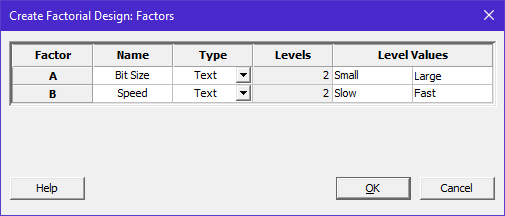 Create Factorial Design: Factors
Factor Name Type Levels Level Values
A Bit Size Text 2 Small Large
B Speed Text 2 Slow Fast
Help OK Cancel